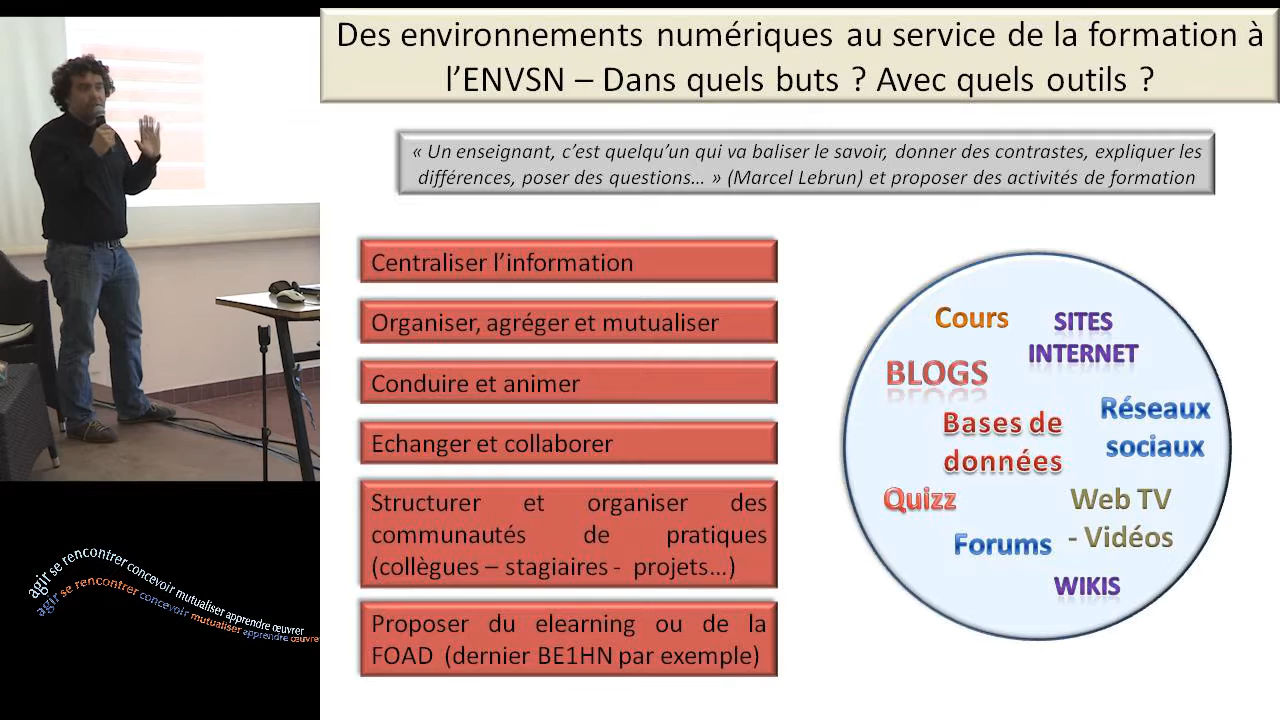 Des environnements numériques au service de la formation à
l’ENVSN – Dans quels buts ? Avec quels outils ?
« Un enseignant, c’est quelqu’un qui va baliser le savoir, donner des contrastes, expliquer les
différences, poser des questions… » (Marcel Lebrun) et proposer des activités de formation
Centraliser l’information
Organiser, agréger et mutualiser
Conduire et animer
Echanger et collaborer
Structurer et organiser des
communautés de pratiques
(collègues – stagiaires - projets…)
Proposer du elearning ou de la
FOAD (dernier BE1HN par exemple)
Cours
SITES
INTERNET
BLOGS
Réseaux
sociaux
Bases de
données
Quizz
Web TV
- Vidéos
Forums
WIKIS
agir se rencontrer concevoir mutualiser apprendre œuvrer
agir se rencontrer concevoir mutualiser apprendre œuvrer